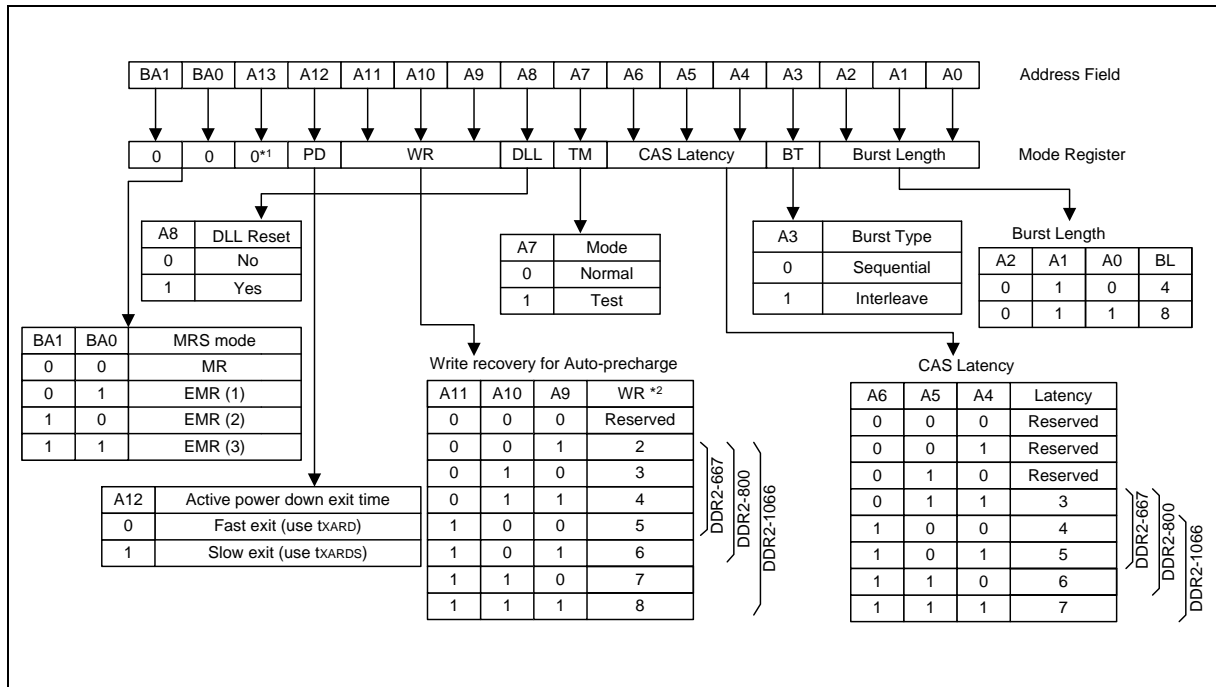 BA1 BA0 A13 A12 A11 A10 A9 A8 A7 A6 A5 A4 A3 A2 A1 A0 Address Field
0 0 0*1 PD WR DLL TM CAS Latency BT Burst Length Mode Register
A8 DLL Reset
0 No
1 Yes
A7 Mode
0 Normal
1 Test
A3 Burst Type
0 Sequential
1 Interleave
Burst Length
A2 A1 A0 BL
0 1 0 4
0 1 1 8
BA1 BA0 MRS mode
0 0 MR
0 1 EMR (1)
1 0 EMR (2)
1 1 EMR (3)
A12 Active power down exit time
0 Fast exit (use tXARD)
1 Slow exit (use tXARDS)
Write recovery for Auto-precharge
A11 A10 A9 WR *2
0 0 0 Reserved
0 0 1 2
0 1 0 3
0 1 1 4
1 0 0 5
1 0 1 6
1 1 0 7
1 1 1 8
DDR2-667
DDR2-800
DDR2-1066
CAS Latency
A6 A5 A4 Latency
0 0 0 Reserved
0 0 1 Reserved
0 1 0 Reserved
0 1 1 3
1 0 0 4
1 0 1 5
1 1 0 6
1 1 1 7
DDR2-667
DDR2-800
DDR2-1066